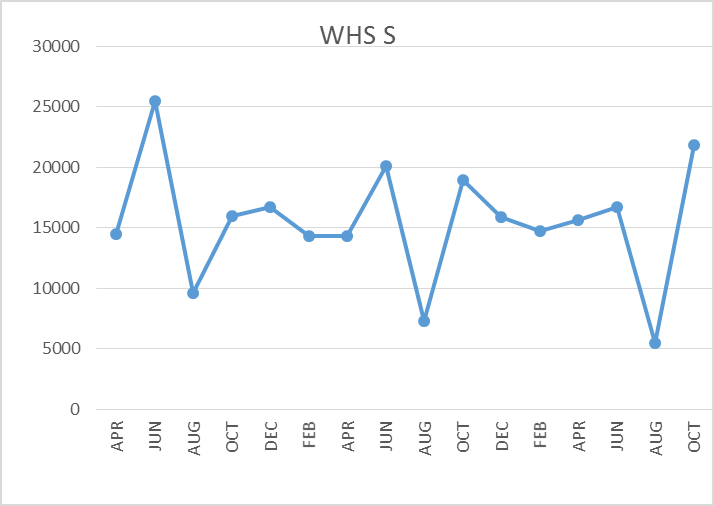 WHS S
30000
25000
20000
15000
10000
5000
0
APR
JUN
AUG
OCT
DEC
FEB
APR
JUN
AUG
OCT
DEC
FEB
APR
JUN
AUG
OCT